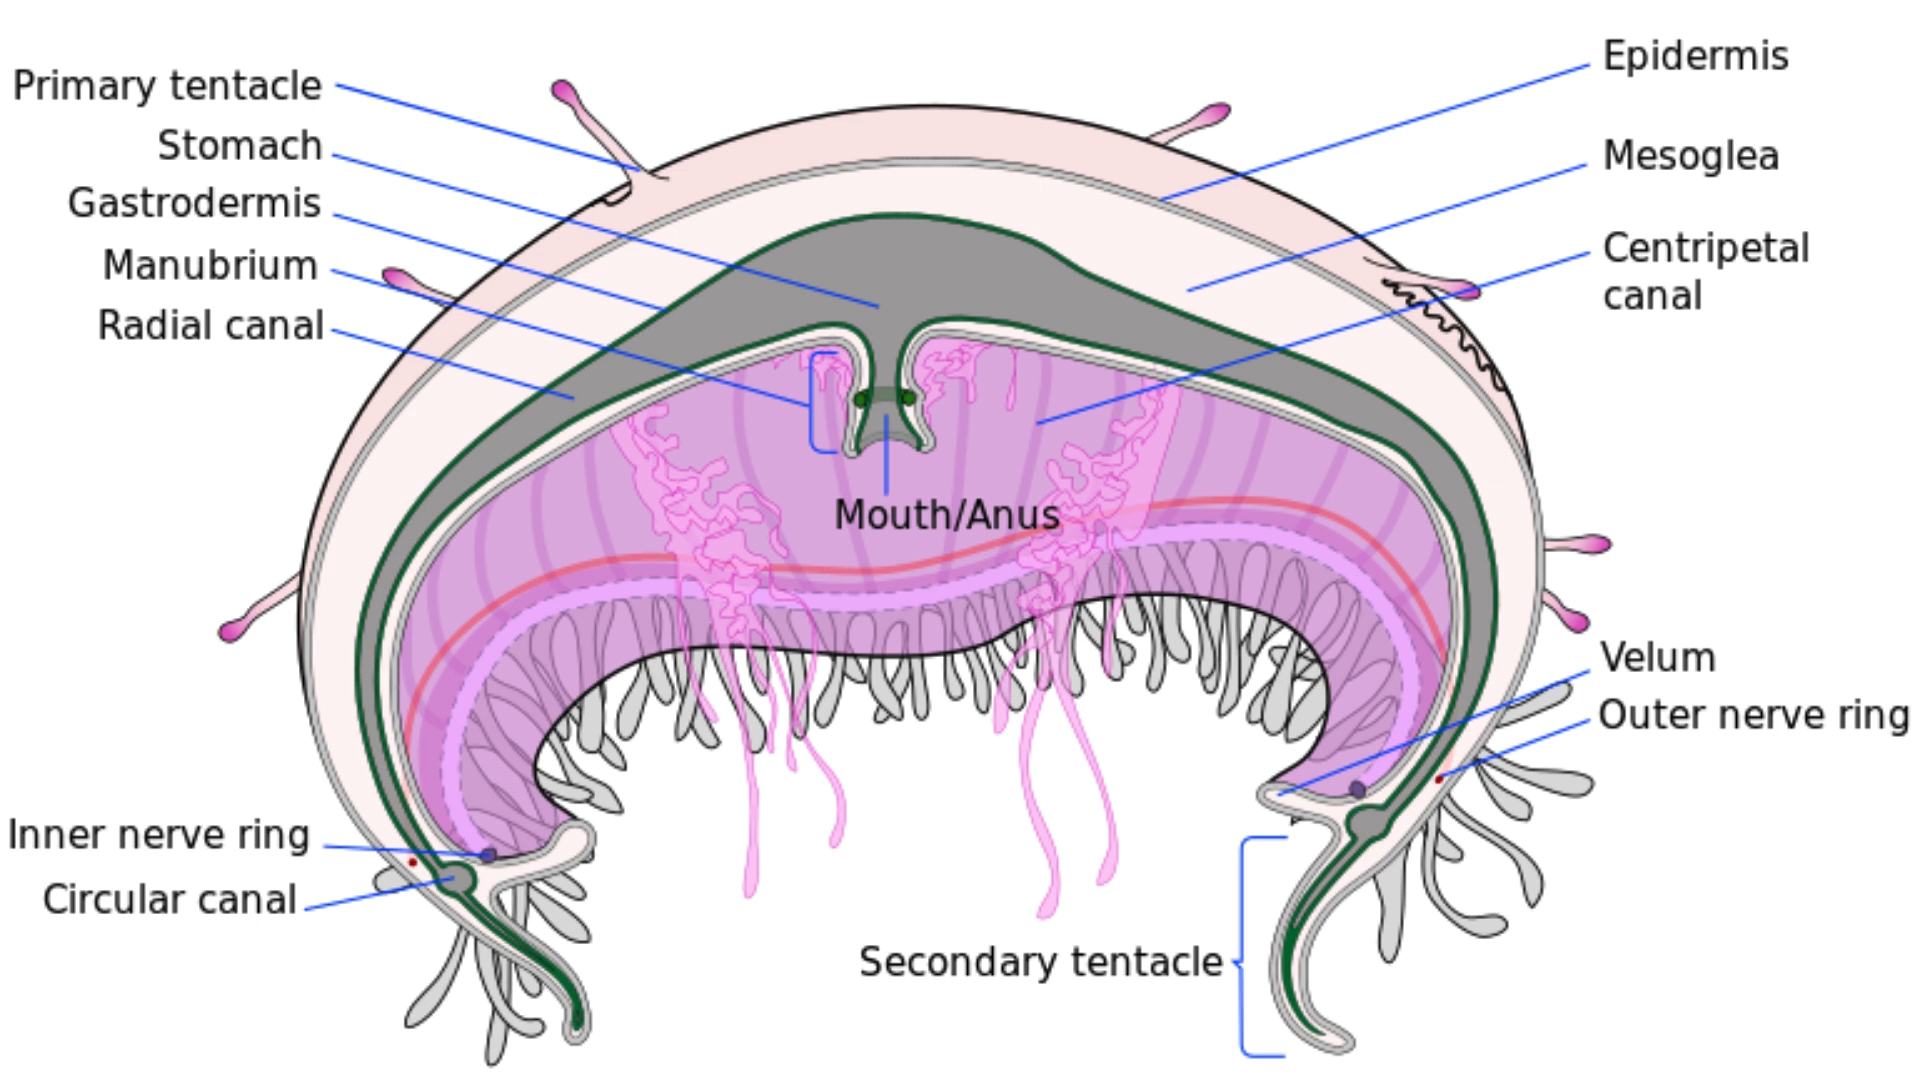 Primary tentacle
Stomach
Gastrodermis
Manubrium
Radial canal
Epidermis
Mesoglea
Centripetal
canal
Mouth/Anus
Velum
Outer nerve ring
Inner nerve ring
Circular canal
Secondary tentacle